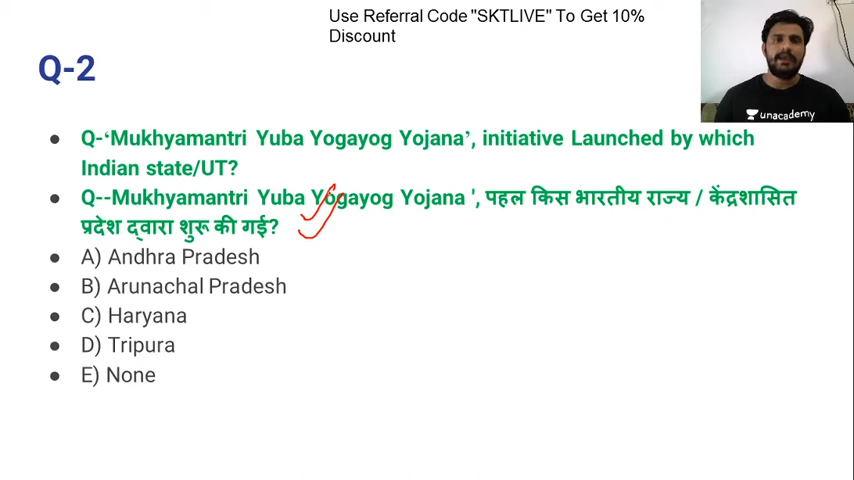 Use Referral Code "SKTLIVE" To Get 10%
Discount
Q-2
unacademy
● Q-‘Mukhyamantri Yuba Yogayog Yojana’, initiative Launched by which
Indian state/UT?
● Q--Mukhyamantri Yuba Yogayog Yojana ', पहल किस भारतीय राज्य / केंद्रशासित
प्रदेश द्वारा शुरू की गई?
● A) Andhra Pradesh
● B) Arunachal Pradesh
● C) Haryana
● D) Tripura
● E) None